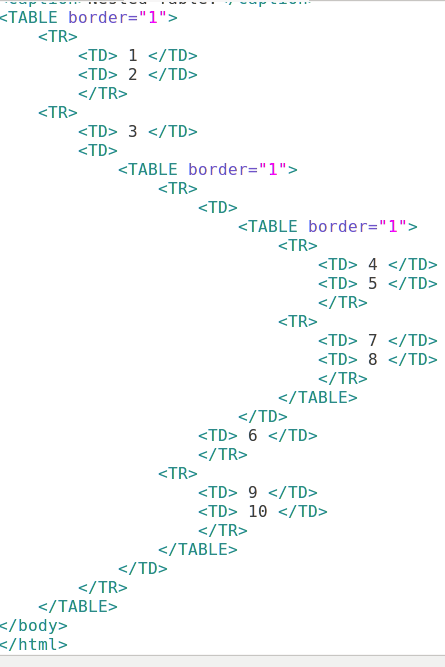 <caption>Nested Table.</caption>
<TABLE border="1">
<TR>
<TD> 1 </TD>
<TD> 2 </TD>
</TR>
<TR>
<TD> 3 </TD>
<TD>
<TABLE border="1">
<TR>
<TD>
<TABLE border="1">
<TR>
<TD> 4 </TD>
<TD> 5 </TD>
</TR>
<TR>
<TD> 7 </TD>
<TD> 8 </TD>
</TR>
</TABLE>
</TD>
<TD> 6 </TD>
</TR>
<TR>
<TD> 9 </TD>
<TD> 10 </TD>
</TR>
</TABLE>
</TD>
</TR>
</TABLE>
</body>
</html>